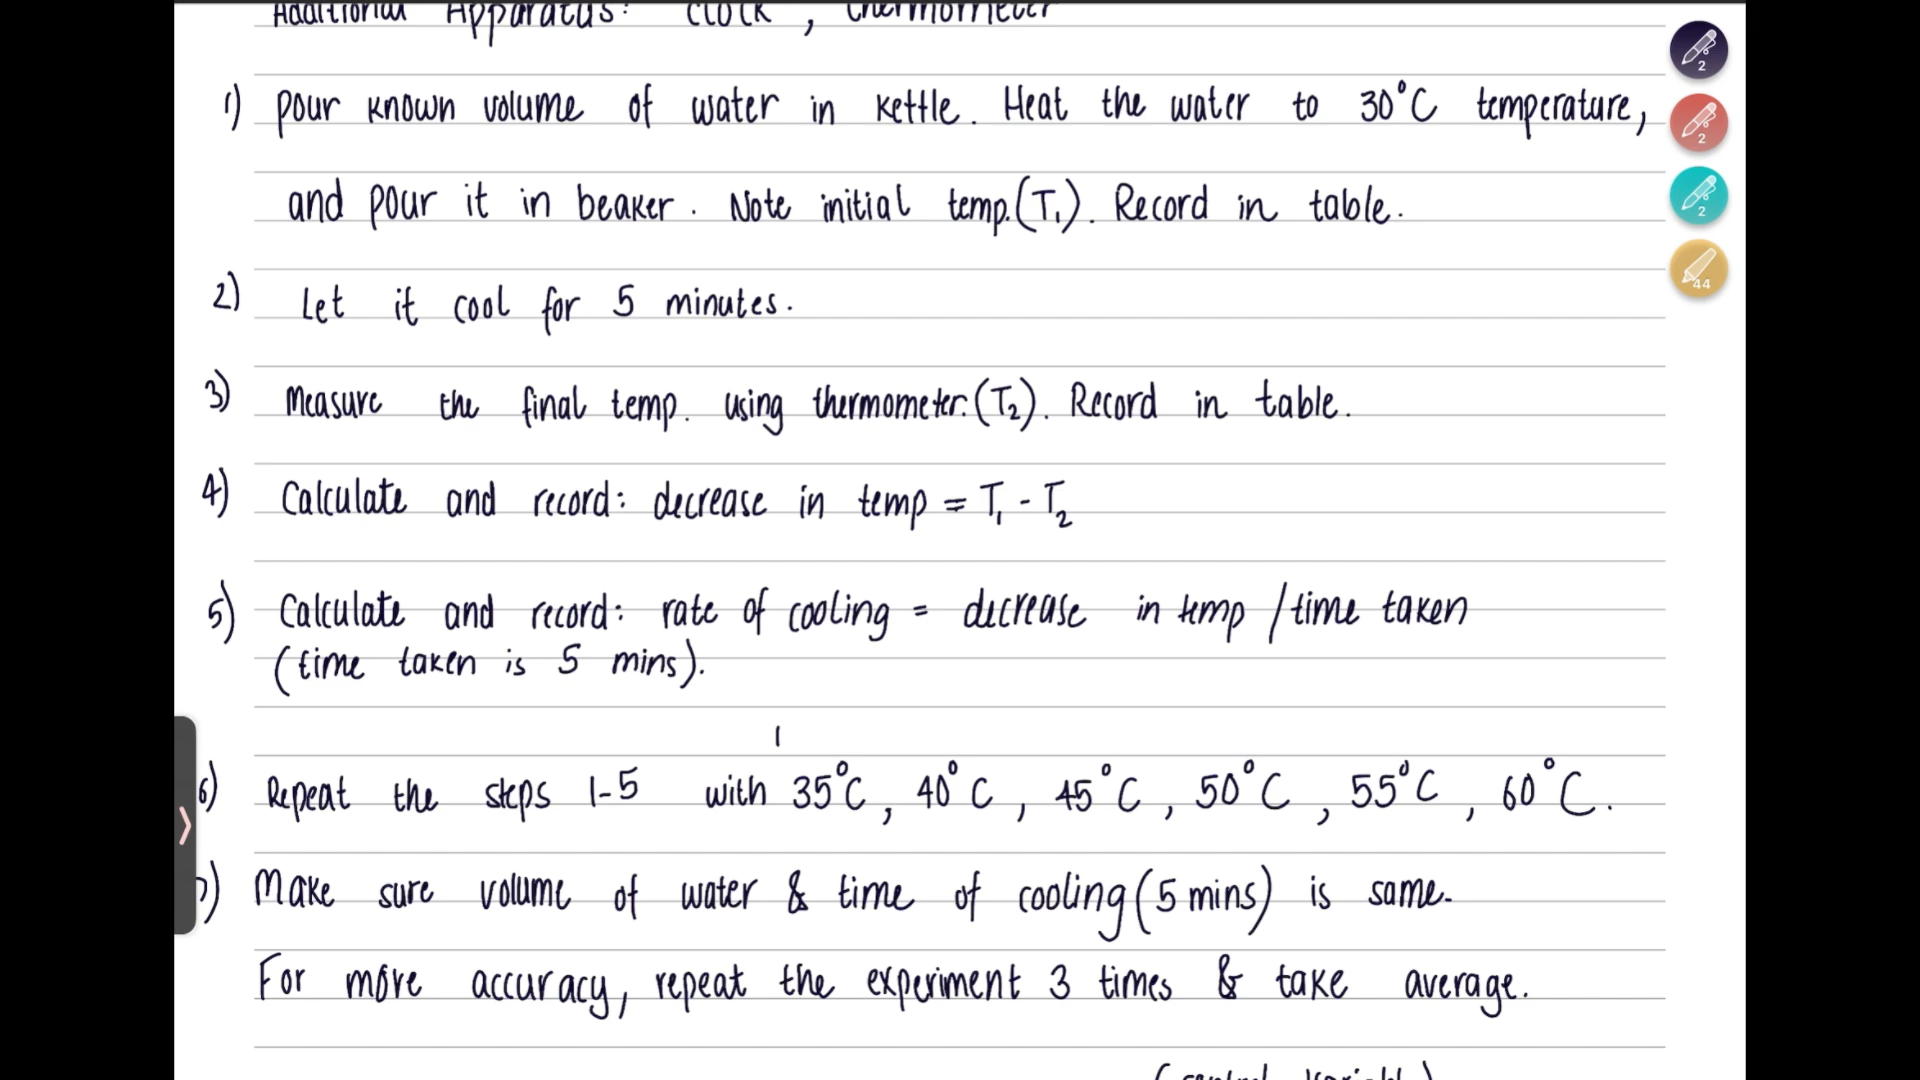 Additional Apparatus: clock, thermometer
1) pour known volume of water in kettle. Heat the water to 30°C temperature,
and pour it in beaker. Note initial temp.(T₁). Record in table.
2) Let it cool for 5 minutes.
3) Measure the final temp. using thermometer.(T₂). Record in table.
4) Calculate and record: decrease in temp = T₁ - T₂
5) Calculate and record: rate of cooling = decrease in temp / time taken
(time taken is 5 mins).
6) Repeat the steps 1-5 with 35°C, 40°C, 45°C, 50°C, 55°C, 60°C.
7) Make sure volume of water & time of cooling (5 mins) is same.
For more accuracy, repeat the experiment 3 times & take average.
2
2
2
44